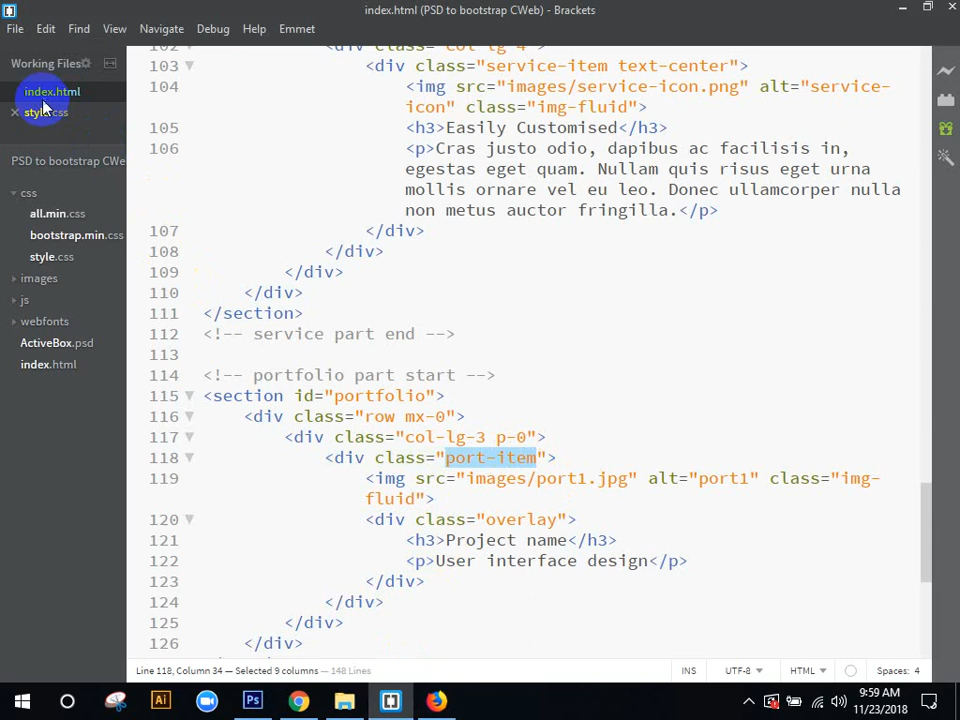 index.html (PSD to bootstrap CWeb) - Brackets
File Edit Find View Navigate Debug Help Emmet
Working Files
index.html
style.css
PSD to bootstrap CWe
css
all.min.css
bootstrap.min.css
style.css
images
js
webfonts
ActiveBox.psd
index.html
102 <div class="col-lg-4">
103 <div class="service-item text-center">
104 <img src="images/service-icon.png" alt="service-
icon" class="img-fluid">
105 <h3>Easily Customised</h3>
106 <p>Cras justo odio, dapibus ac facilisis in,
egestas eget quam. Nullam quis risus eget urna
mollis ornare vel eu leo. Donec ullamcorper nulla
non metus auctor fringilla.</p>
107 </div>
108 </div>
109 </div>
110 </div>
111 </section>
112 <!-- service part end -->
113
114 <!-- portfolio part start -->
115 <section id="portfolio">
116 <div class="row mx-0">
117 <div class="col-lg-3 p-0">
118 <div class="port-item">
119 <img src="images/port1.jpg" alt="port1" class="img-
fluid">
120 <div class="overlay">
121 <h3>Project name</h3>
122 <p>User interface design</p>
123 </div>
124 </div>
125 </div>
126 </div>
Line 118, Column 34 — Selected 9 columns — 148 Lines
INS UTF-8 HTML Spaces: 4
Ai
Ps
9:59 AM
11/23/2018